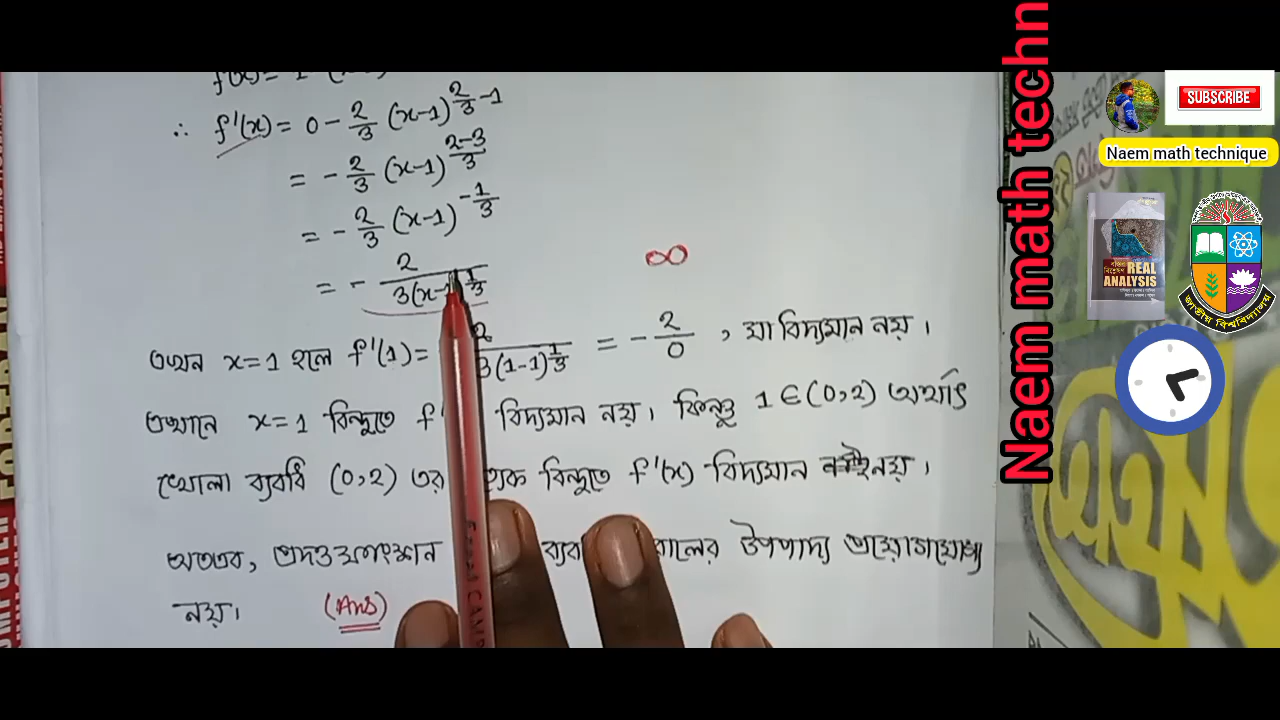 ∴ f'(x) = 0 - 2/3 (x-1)^(2/3 - 1)
= - 2/3 (x-1)^((2-3)/3)
= - 2/3 (x-1)^(-1/3)
= - 2/(3(x-1)^(1/3))
∞
তখন x=1 হলে f'(1) = 2/(3(1-1)^(1/3)) = - 2/0 , যা বিদ্যমান নয়।
এখানে x=1 বিন্দুতে f' বিদ্যমান নয়। কিন্তু 1∈(0,2) অর্থাৎ
খোলা ব্যবধি (0,2) এর বিন্দুতে f'(x) বিদ্যমান নয়।
অতএব, প্রদত্ত ফাংশন উপপাদ্য প্রয়োগযোগ্য
নয়। (Ans)
Naem math techn
SUBSCRIBE
Naem math technique
REAL
ANALYSIS
জাতীয় বিশ্ববিদ্যালয়